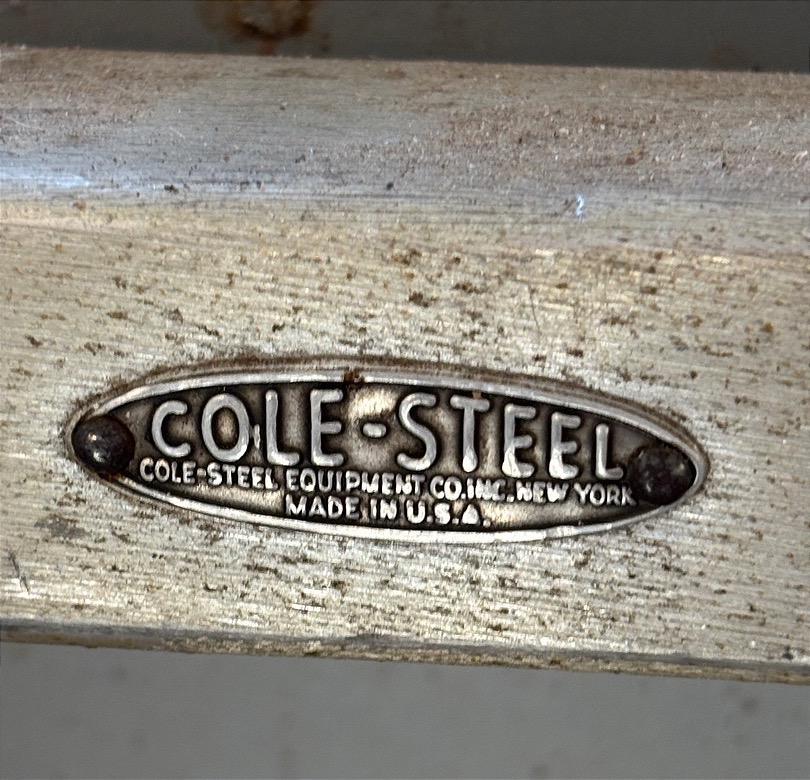 COLE-STEEL
COLE-STEEL EQUIPMENT CO.INC.NEW YORK
MADE IN U.S.A.